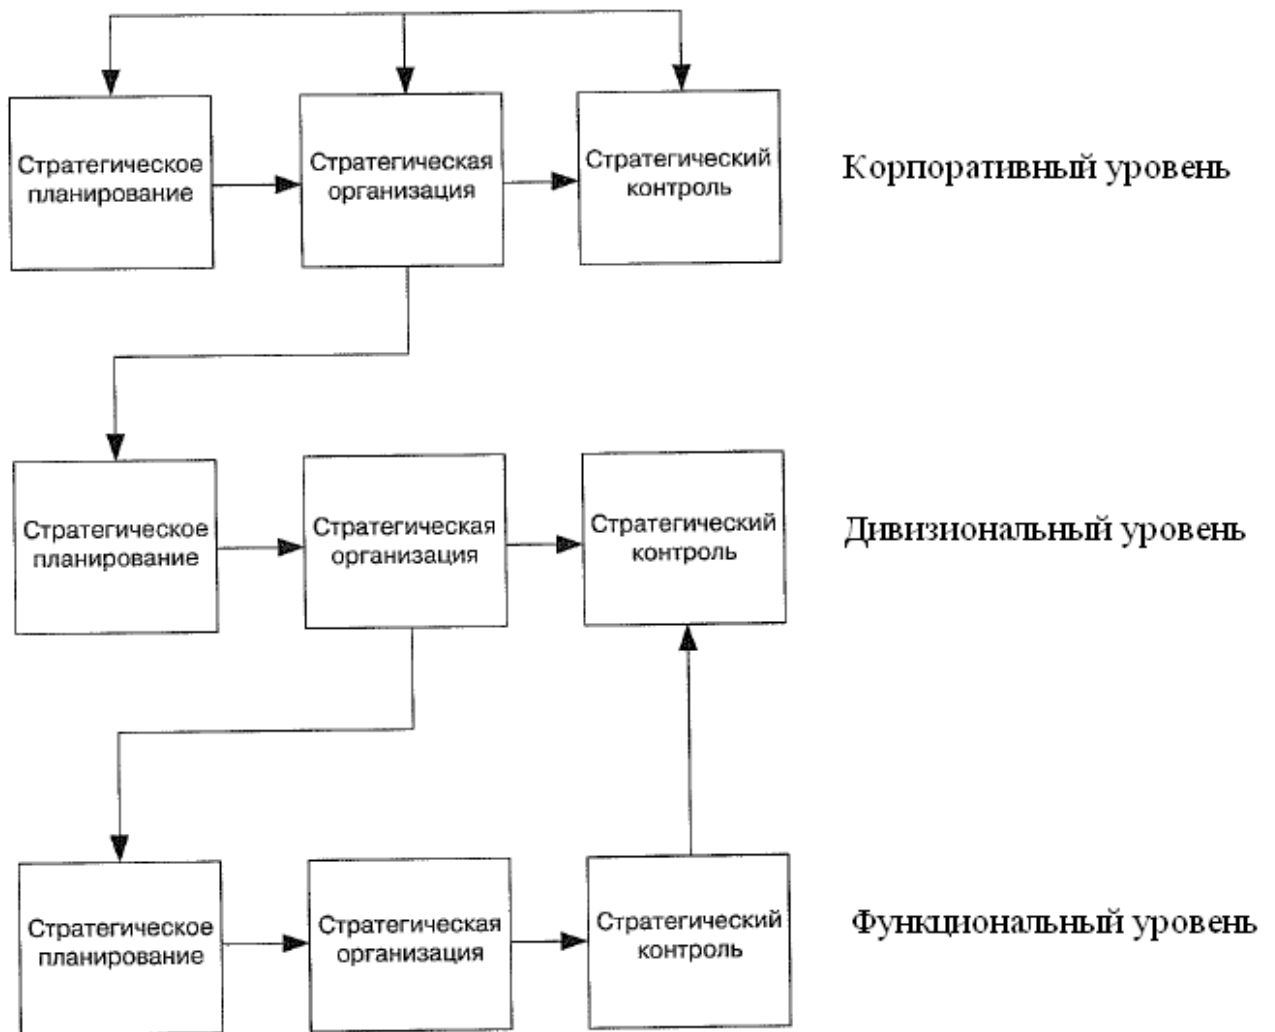 Стратегическое
планирование
Стратегическая
организация
Стратегический
контроль
Корпоративный уровень
Стратегическое
планирование
Стратегическая
организация
Стратегический
контроль
Дивизиональный уровень
Стратегическое
планирование
Стратегическая
организация
Стратегический
контроль
Функциональный уровень